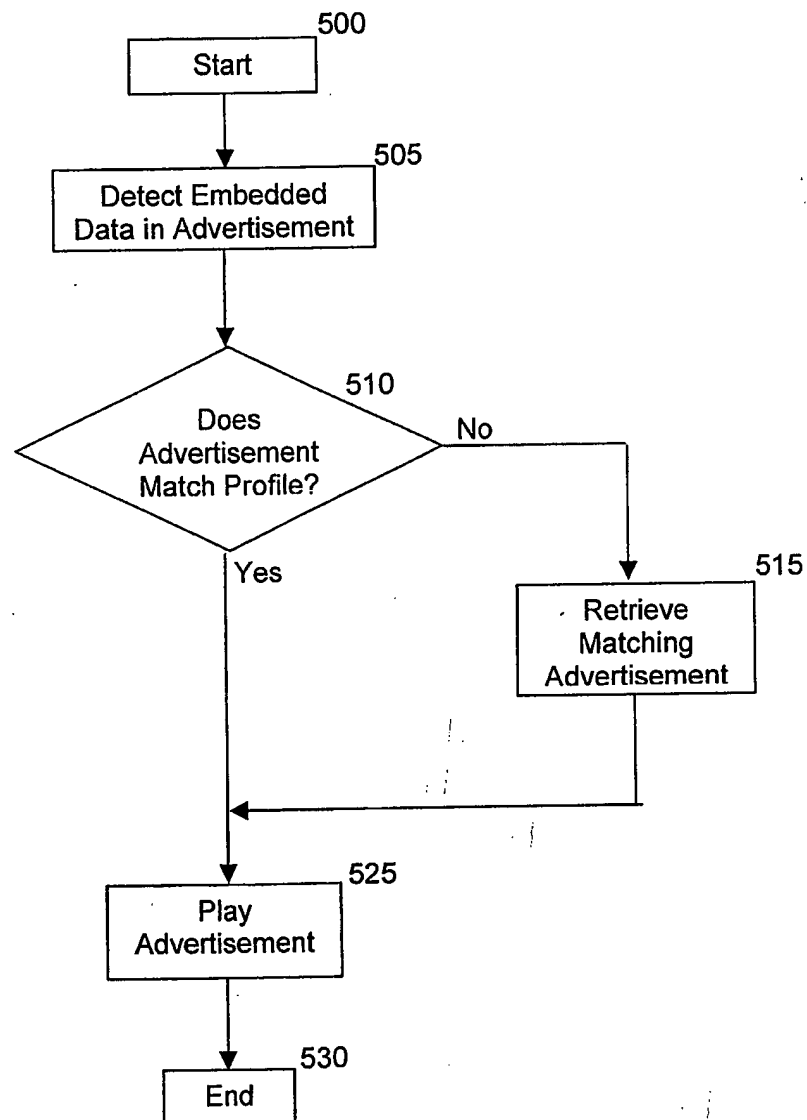 500
Start
505
Detect Embedded
Data in Advertisement
510
Does
Advertisement
Match Profile?
No
Yes
515
Retrieve
Matching
Advertisement
525
Play
Advertisement
530
End